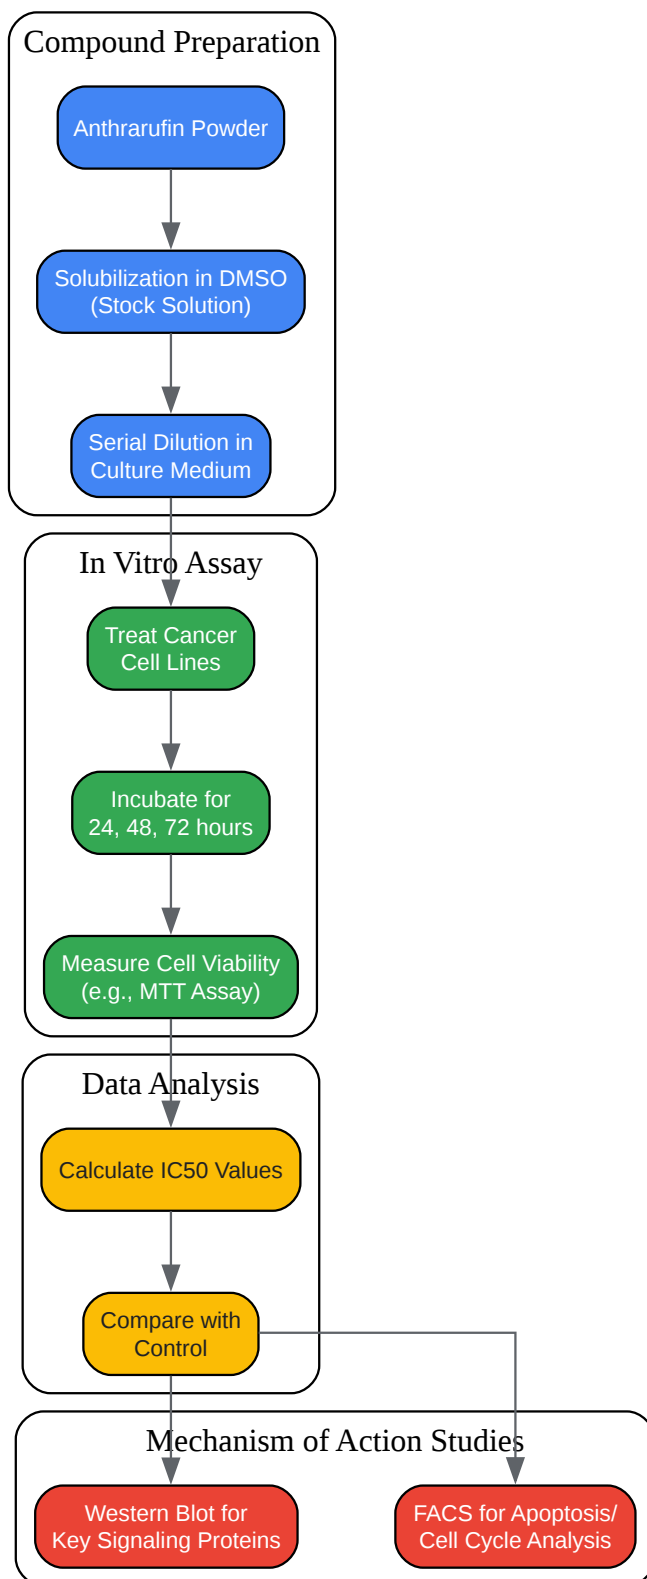 Compound Preparation
Anthrarufin Powder
Solubilization in DMSO
(Stock Solution)
Serial Dilution in
Culture Medium
In Vitro Assay
Treat Cancer
Cell Lines
Incubate for
24, 48, 72 hours
Measure Cell Viability
(e.g., MTT Assay)
Data Analysis
Calculate IC50 Values
Compare with
Control
Mechanism of Action Studies
Western Blot for
Key Signaling Proteins
FACS for Apoptosis/
Cell Cycle Analysis